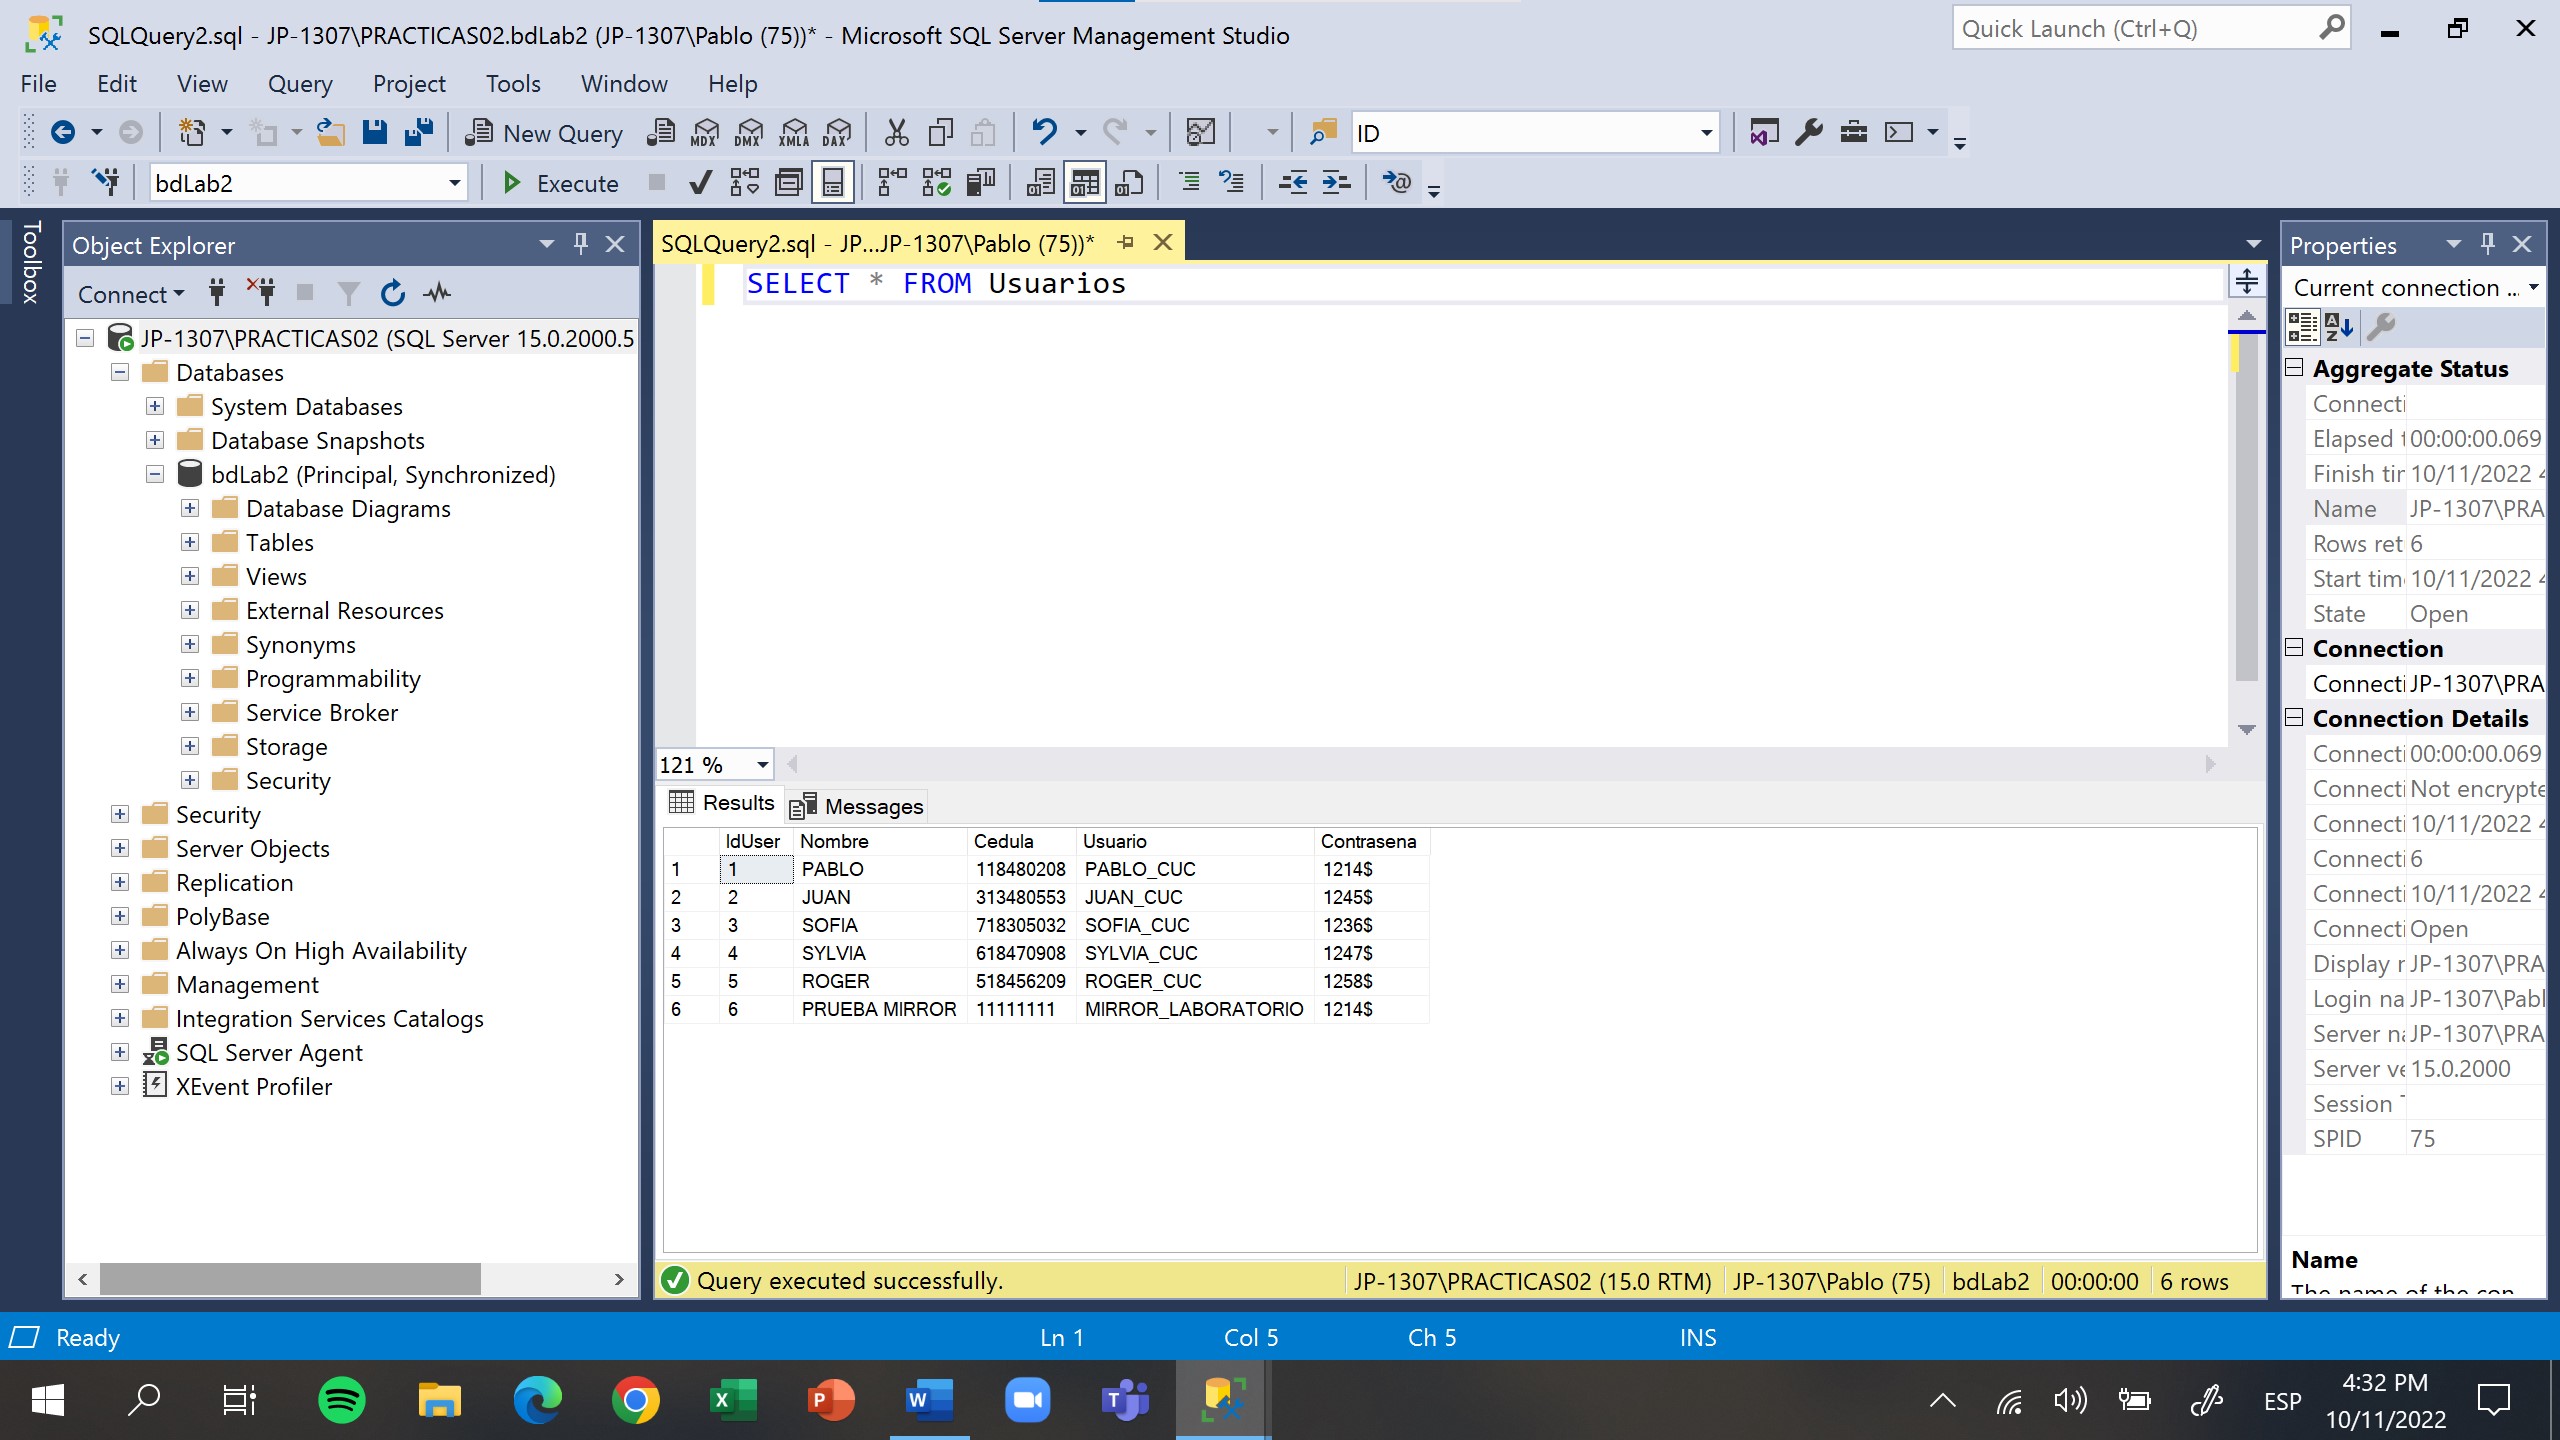 SQLQuery2.sql - JP-1307\PRACTICAS02.bdLab2 (JP-1307\Pablo (75))* - Microsoft SQL Server Management Studio
Quick Launch (Ctrl+Q)
File Edit View Query Project Tools Window Help
New Query MDX DMX XMLA DAX ID
bdLab2 Execute
Toolbox
Object Explorer
Connect
JP-1307\PRACTICAS02 (SQL Server 15.0.2000.5
Databases
System Databases
Database Snapshots
bdLab2 (Principal, Synchronized)
Database Diagrams
Tables
Views
External Resources
Synonyms
Programmability
Service Broker
Storage
Security
Security
Server Objects
Replication
PolyBase
Always On High Availability
Management
Integration Services Catalogs
SQL Server Agent
XEvent Profiler
SQLQuery2.sql - JP...JP-1307\Pablo (75))*
SELECT * FROM Usuarios
121 %
Results Messages
IdUser Nombre Cedula Usuario Contrasena
1 1 PABLO 118480208 PABLO_CUC 1214$
2 2 JUAN 313480553 JUAN_CUC 1245$
3 3 SOFIA 718305032 SOFIA_CUC 1236$
4 4 SYLVIA 618470908 SYLVIA_CUC 1247$
5 5 ROGER 518456209 ROGER_CUC 1258$
6 6 PRUEBA MIRROR 11111111 MIRROR_LABORATORIO 1214$
Query executed successfully. JP-1307\PRACTICAS02 (15.0 RTM) JP-1307\Pablo (75) bdLab2 00:00:00 6 rows
Properties
Current connection ..
Aggregate Status
Connecti
Elapsed t 00:00:00.069
Finish tir 10/11/2022 4
Name JP-1307\PRA
Rows ret 6
Start tim 10/11/2022 4
State Open
Connection
Connecti JP-1307\PRA
Connection Details
Connecti 00:00:00.069
Connecti Not encrypte
Connecti 10/11/2022 4
Connecti 6
Connecti 10/11/2022 4
Connecti Open
Display r JP-1307\PRA
Login na JP-1307\Pabl
Server na JP-1307\PRA
Server ve 15.0.2000
Session
SPID 75
Name
The name of the con
Ready Ln 1 Col 5 Ch 5 INS
ESP
4:32 PM
10/11/2022